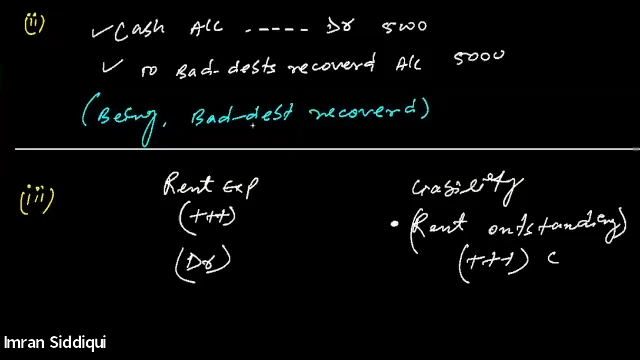 (ii) ✓ Cash A/c ----- Dr 5000
✓ To Bad-debts recovered A/c 5000
(Being, Bad-debt recovered)
(iii) Rent Exp Liability
(+++) • (Rent outstanding)
(Dr) (+++) C
Imran Siddiqui